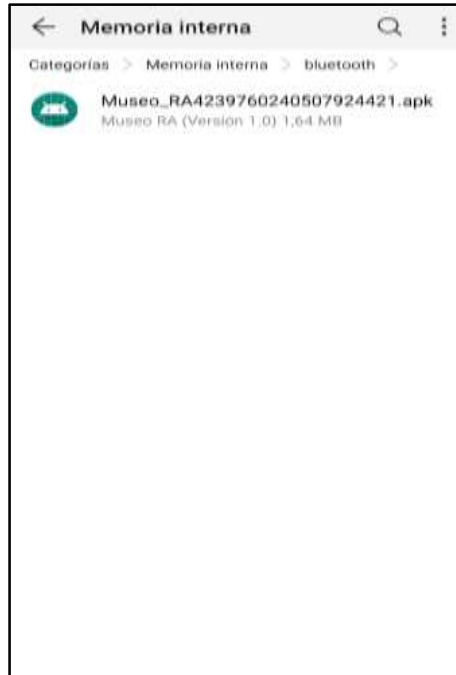 Memoria interna
Categorías > Memoria interna > bluetooth >
Museo_RA4239760240507924421.apk
Museo RA (Versión 1.0) 1,64 MB